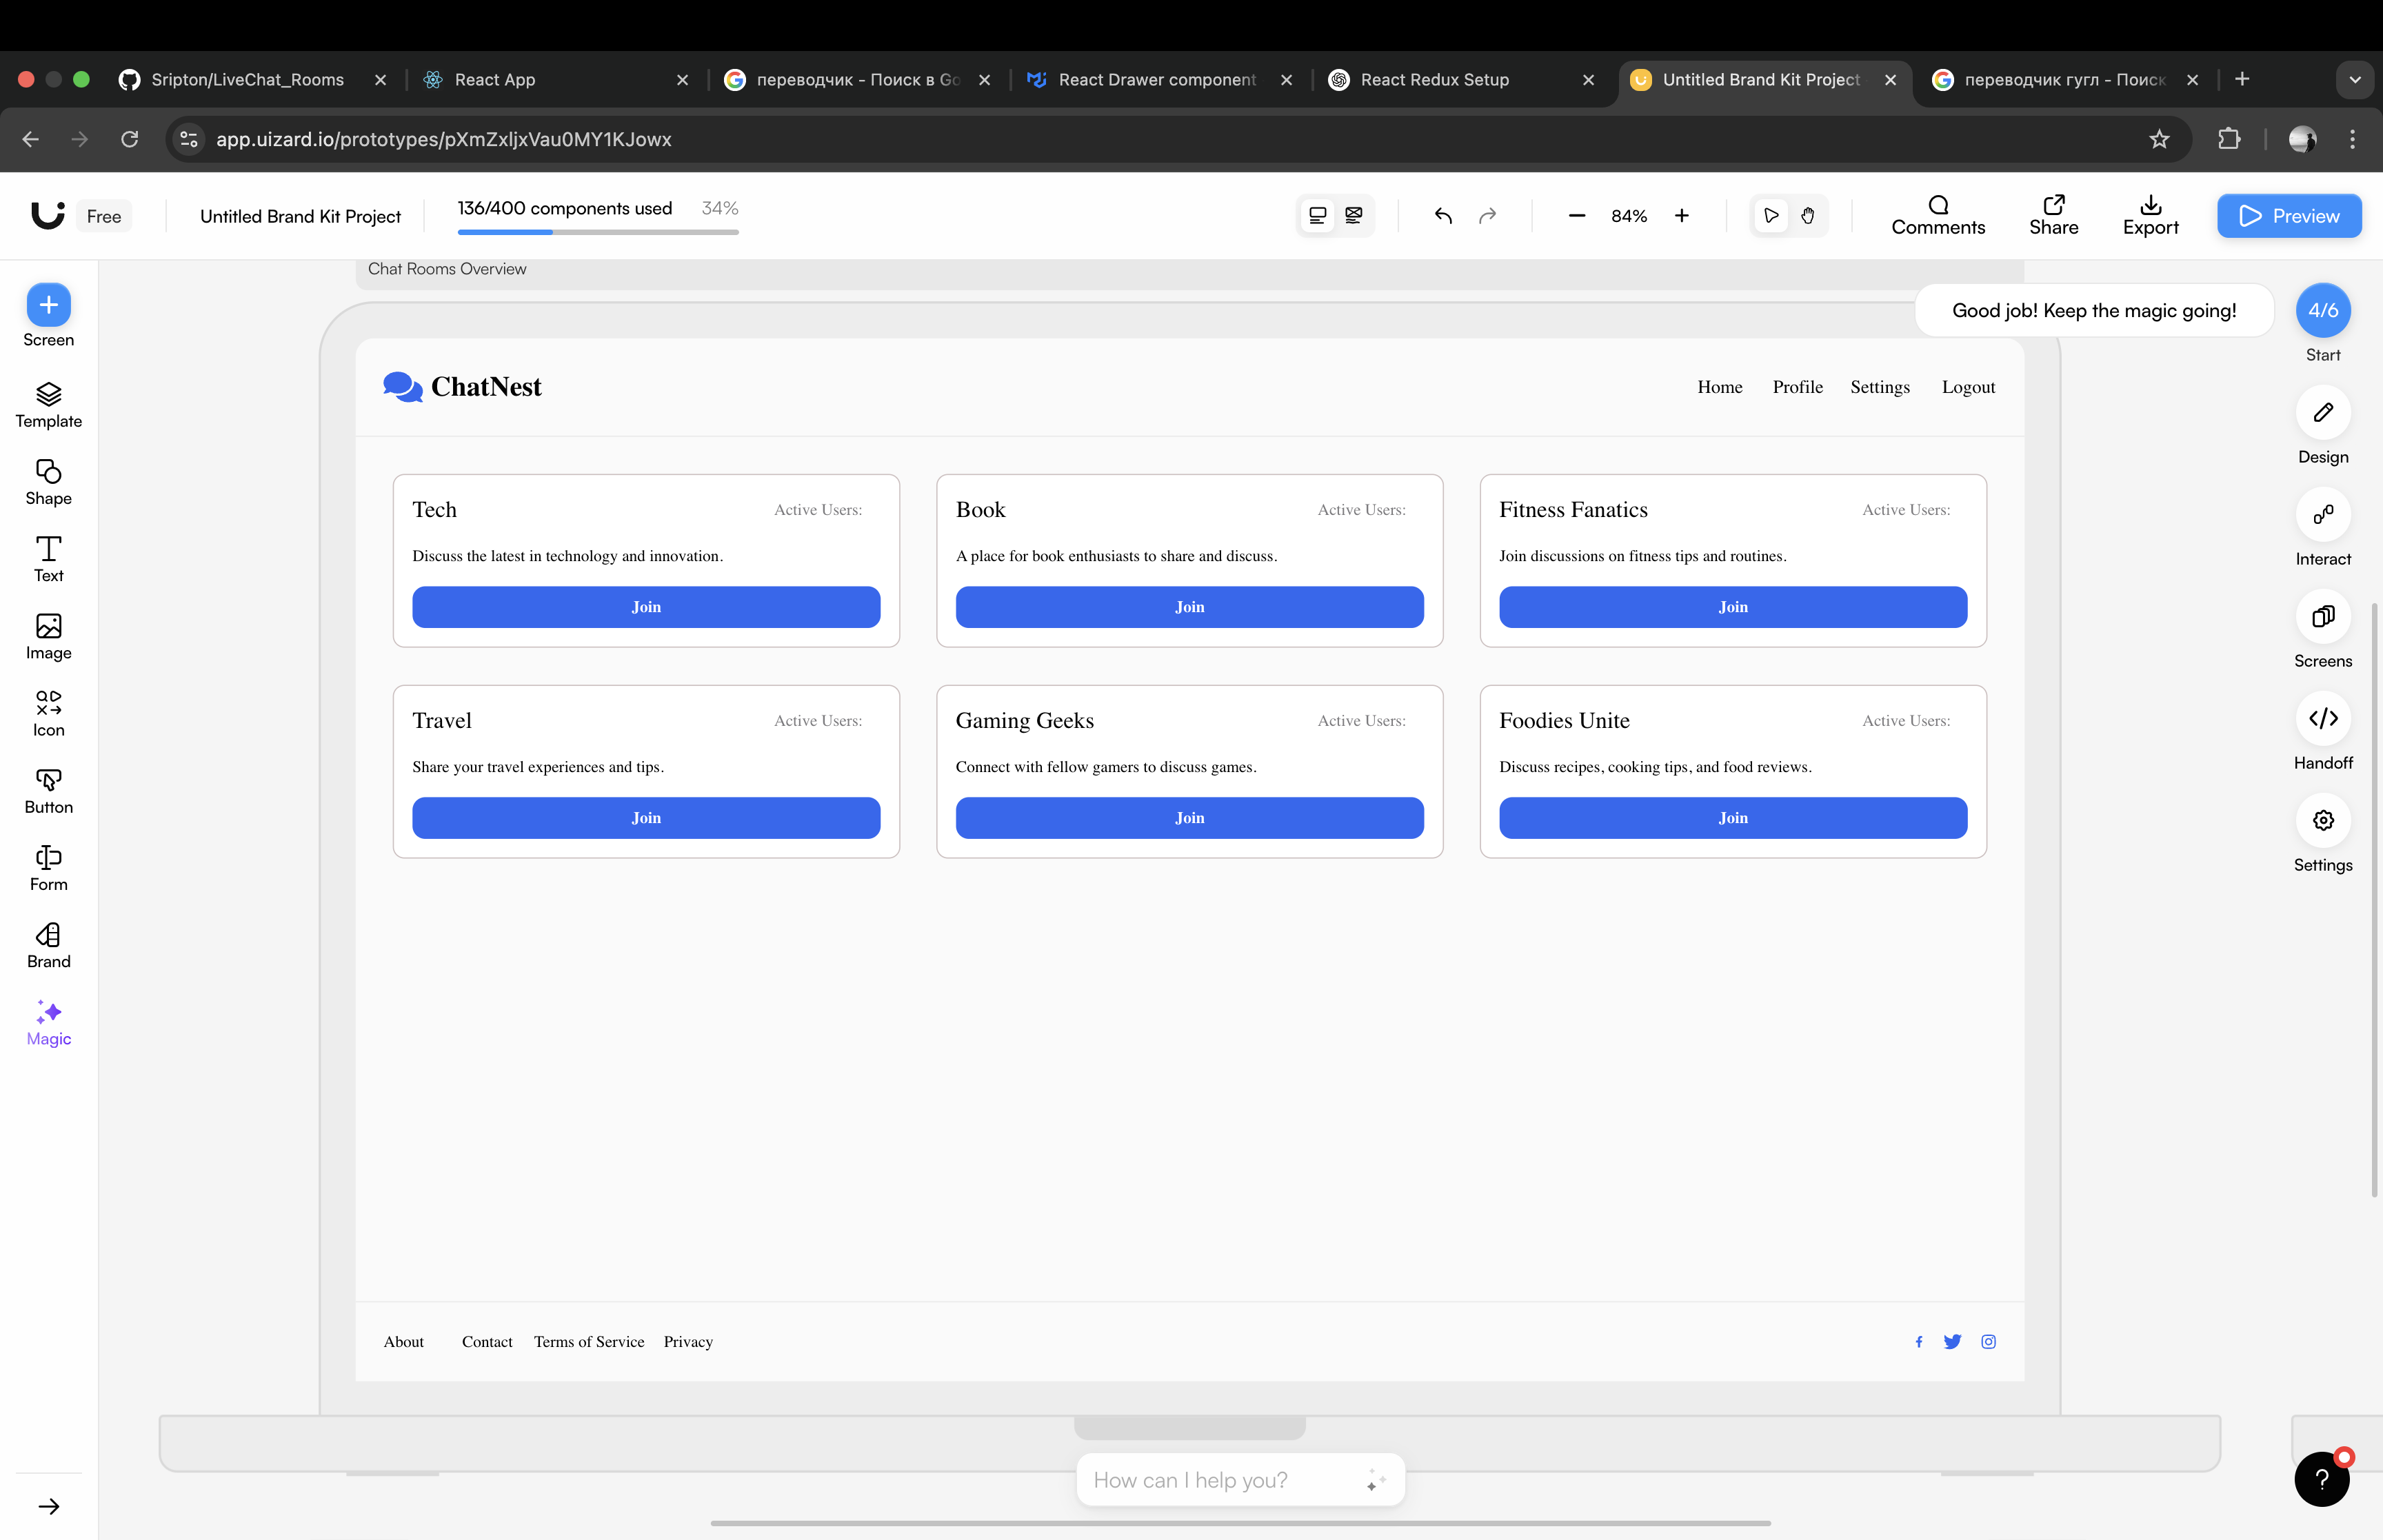 Sripton/LiveChat_Rooms
React App
переводчик - Поиск в Go
React Drawer component
React Redux Setup
Untitled Brand Kit Project
переводчик гугл - Поиск
app.uizard.io/prototypes/pXmZxljxVau0MY1KJowx
Free
Untitled Brand Kit Project
136/400 components used 34%
84%
Comments
Share
Export
Preview
Chat Rooms Overview
Good job! Keep the magic going!
4/6
Start
Design
Interact
Screens
Handoff
Settings
Screen
Template
Shape
Text
Image
Icon
Button
Form
Brand
Magic
ChatNest
Home Profile Settings Logout
Tech Active Users:
Discuss the latest in technology and innovation.
Join
Book Active Users:
A place for book enthusiasts to share and discuss.
Join
Fitness Fanatics Active Users:
Join discussions on fitness tips and routines.
Join
Travel Active Users:
Share your travel experiences and tips.
Join
Gaming Geeks Active Users:
Connect with fellow gamers to discuss games.
Join
Foodies Unite Active Users:
Discuss recipes, cooking tips, and food reviews.
Join
About Contact Terms of Service Privacy
How can I help you?
?